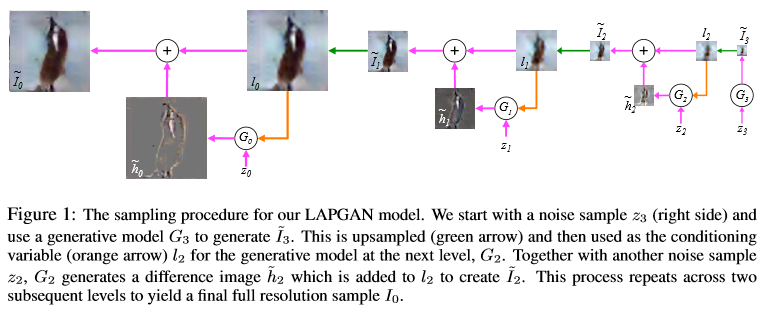 Ĩ₀
+
l₀
Ĩ₁
+
l₁
Ĩ₂
+
l₂
Ĩ₃
h̃₀
G₀
z₀
h̃₁
G₁
z₁
h̃₂
G₂
z₂
G₃
z₃
Figure 1: The sampling procedure for our LAPGAN model. We start with a noise sample z₃ (right side) and
use a generative model G₃ to generate Ĩ₃. This is upsampled (green arrow) and then used as the conditioning
variable (orange arrow) l₂ for the generative model at the next level, G₂. Together with another noise sample
z₂, G₂ generates a difference image h̃₂ which is added to l₂ to create Ĩ₂. This process repeats across two
subsequent levels to yield a final full resolution sample I₀.